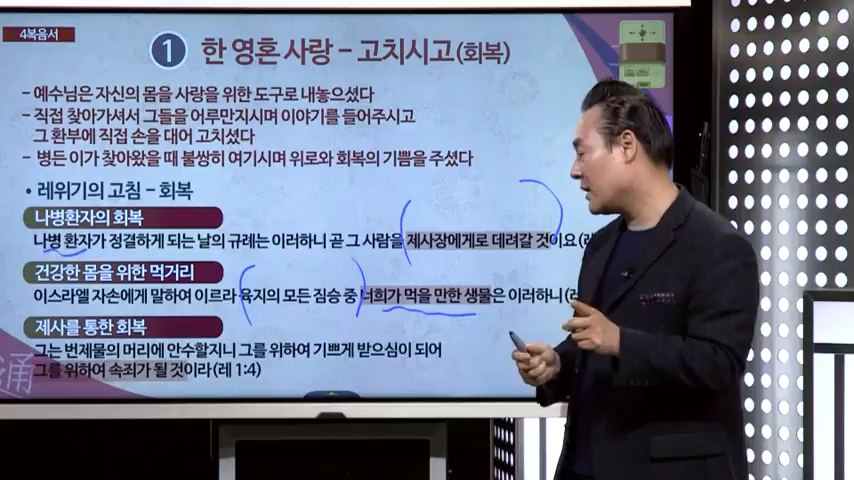 4복음서
1 한 영혼 사랑 – 고치시고(회복)
- 예수님은 자신의 몸을 사랑을 위한 도구로 내놓으셨다
- 직접 찾아가셔서 그들을 어루만지시며 이야기를 들어주시고
그 환부에 직접 손을 대어 고치셨다
- 병든 이가 찾아왔을 때 불쌍히 여기시며 위로와 회복의 기쁨을 주셨다
• 레위기의 고침 – 회복
나병환자의 회복
나병 환자가 정결하게 되는 날의 규례는 이러하니 곧 그 사람을 제사장에게로 데려갈 것이요(레
건강한 몸을 위한 먹거리
이스라엘 자손에게 말하여 이르라 육지의 모든 짐승 중 너희가 먹을 만한 생물은 이러하니(레
제사를 통한 회복
그는 번제물의 머리에 안수할지니 그를 위하여 기쁘게 받으심이 되어
그를 위하여 속죄가 될 것이라(레 1:4)
通